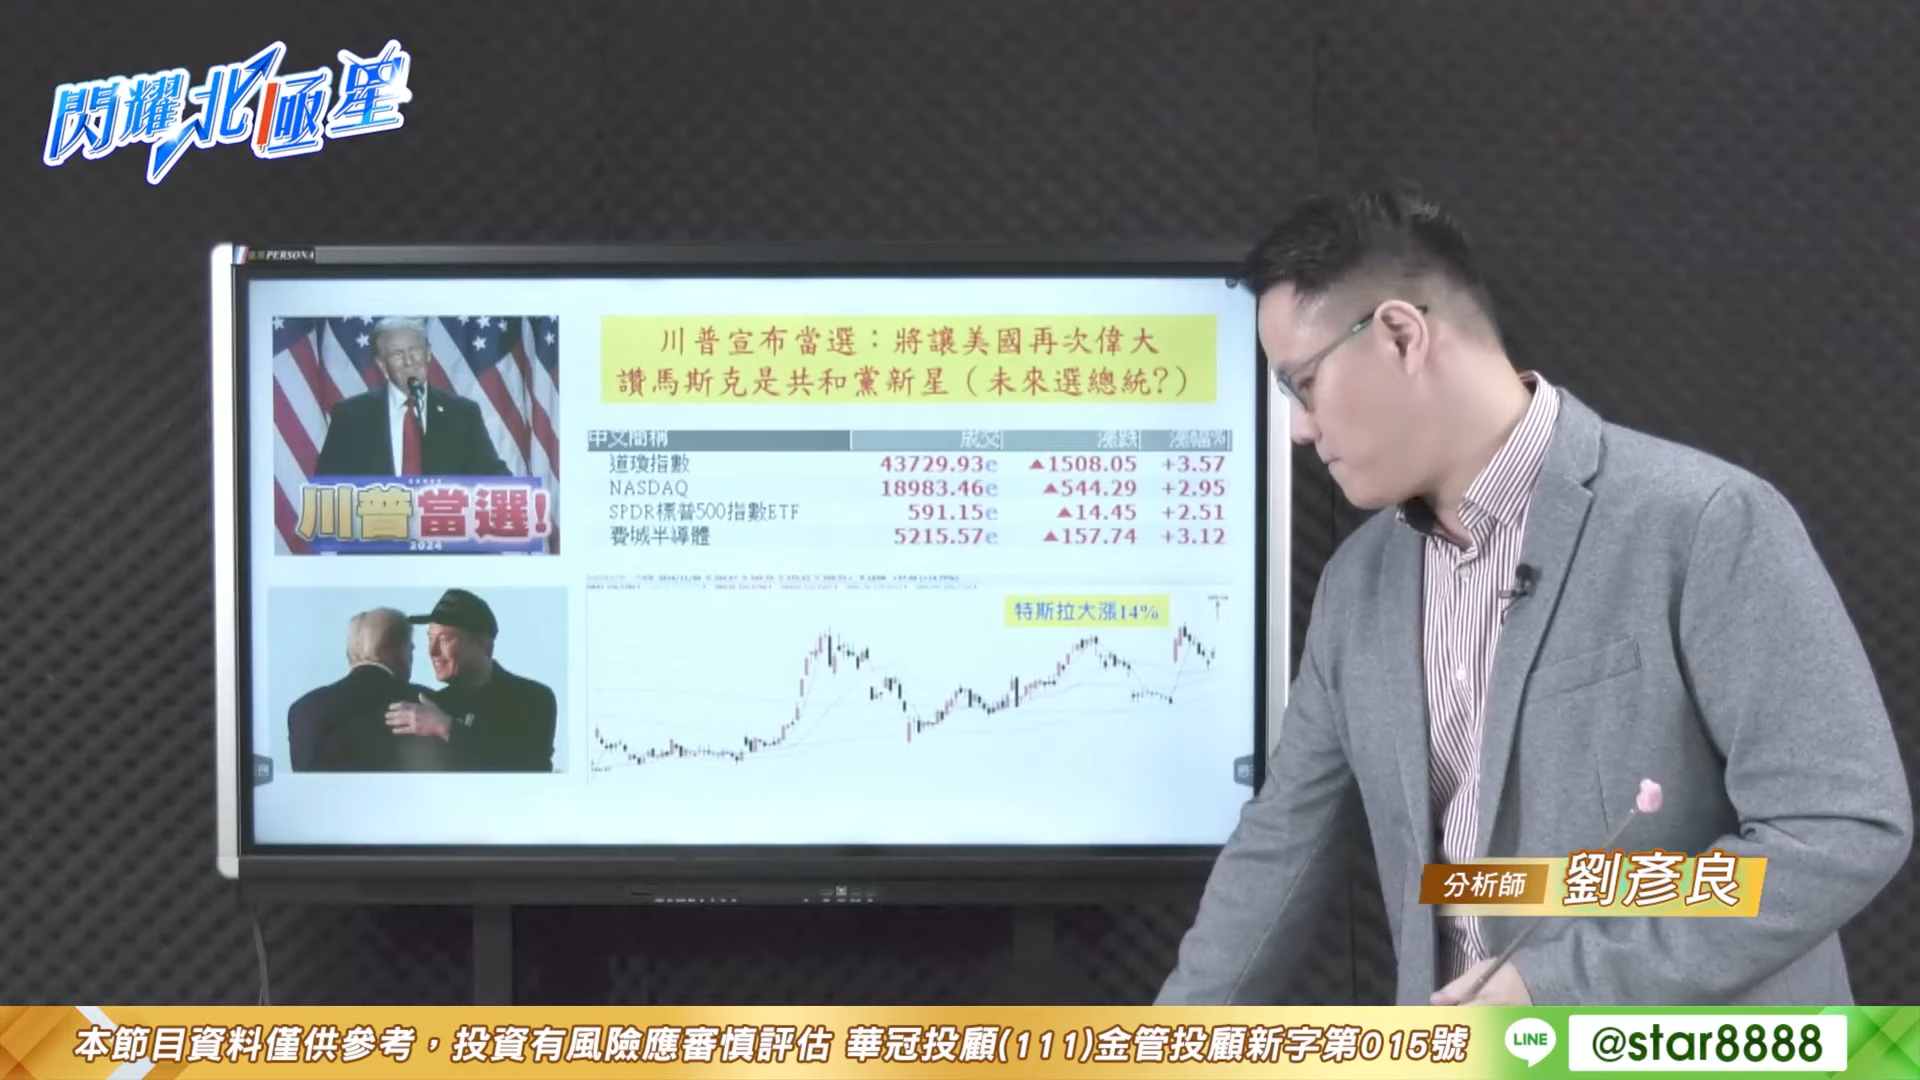 閃耀北極星
PERSONA
川普宣布當選：將讓美國再次偉大
讚馬斯克是共和黨新星（未來選總統?）
川普當選!
2024
中文簡稱 成交 漲跌 漲幅%
道瓊指數 43729.93e ▲1508.05 +3.57
NASDAQ 18983.46e ▲544.29 +2.95
SPDR標普500指數ETF 591.15e ▲14.45 +2.51
費城半導體 5215.57e ▲157.74 +3.12
特斯拉大漲14%
分析師 劉彥良
本節目資料僅供參考，投資有風險應審慎評估 華冠投顧(111)金管投顧新字第015號
LINE @star8888